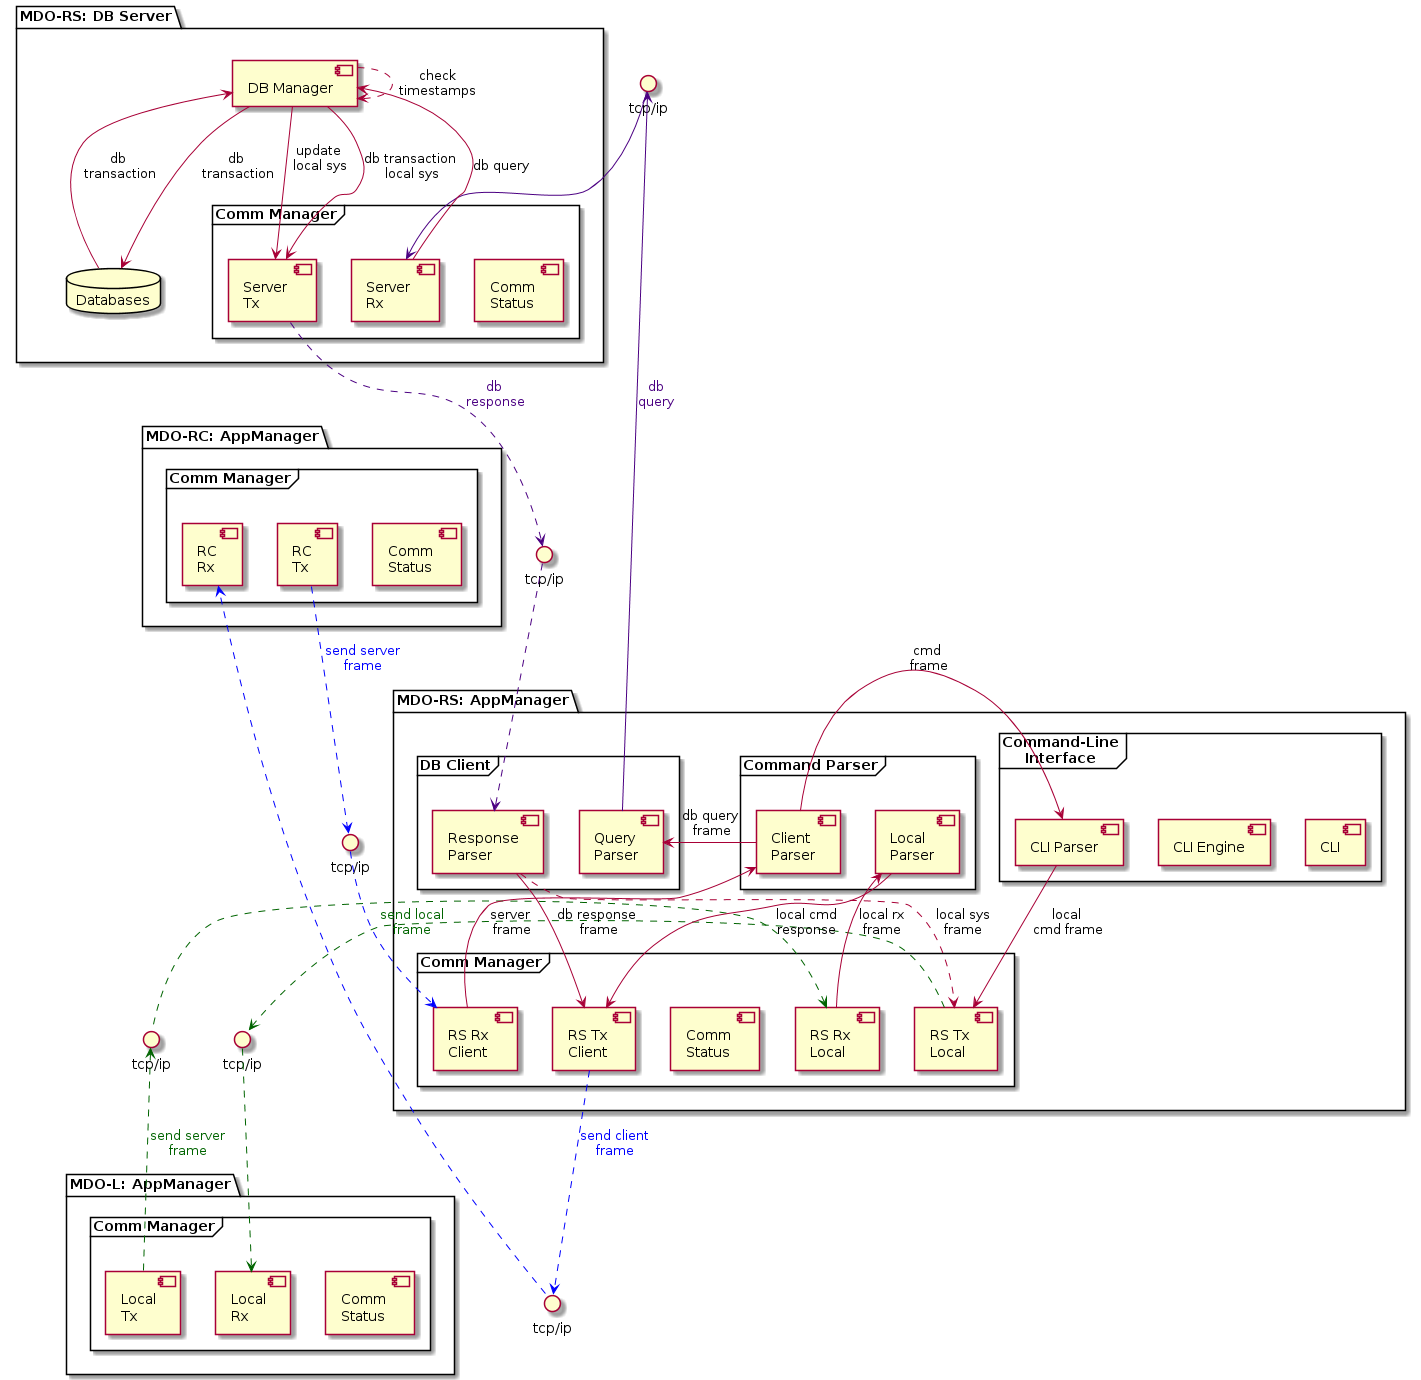 MDO-RS: DB Server
DB Manager
check
timestamps
tcp/ip
db
transaction
db
transaction
update
local sys
db transaction
local sys
db query
Comm Manager
Databases
Server
Tx
Server
Rx
Comm
Status
db
response
db
query
MDO-RC: AppManager
Comm Manager
RC
Rx
RC
Tx
Comm
Status
tcp/ip
send server
frame
cmd
frame
MDO-RS: AppManager
DB Client
Command Parser
Command-Line
Interface
Response
Parser
Query
Parser
db query
frame
Client
Parser
Local
Parser
CLI Parser
CLI Engine
CLI
tcp/ip
send local
frame
server
frame
db response
frame
local cmd
response
local rx
frame
local sys
frame
local
cmd frame
Comm Manager
RS Rx
Client
RS Tx
Client
Comm
Status
RS Rx
Local
RS Tx
Local
tcp/ip
tcp/ip
send server
frame
send client
frame
MDO-L: AppManager
Comm Manager
Local
Tx
Local
Rx
Comm
Status
tcp/ip